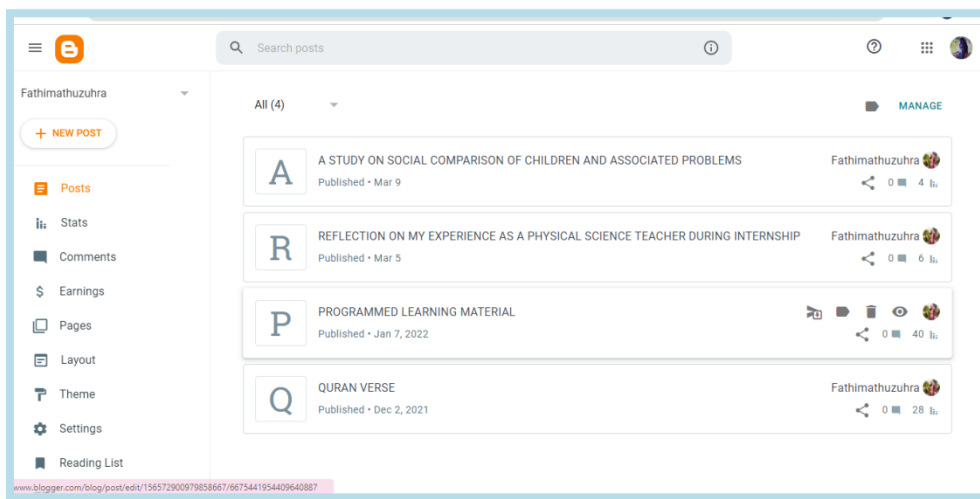 Search posts
Fathimathuzuhra
NEW POST
Posts
Stats
Comments
Earnings
Pages
Layout
Theme
Settings
Reading List
All (4)
MANAGE
A
A STUDY ON SOCIAL COMPARISON OF CHILDREN AND ASSOCIATED PROBLEMS
Published • Mar 9
Fathimathuzuhra
0 4
R
REFLECTION ON MY EXPERIENCE AS A PHYSICAL SCIENCE TEACHER DURING INTERNSHIP
Published • Mar 5
Fathimathuzuhra
0 6
P
PROGRAMMED LEARNING MATERIAL
Published • Jan 7, 2022
0 40
Q
QURAN VERSE
Published • Dec 2, 2021
Fathimathuzuhra
0 28
www.blogger.com/blog/post/edit/156572900979858667/6675441954409640887